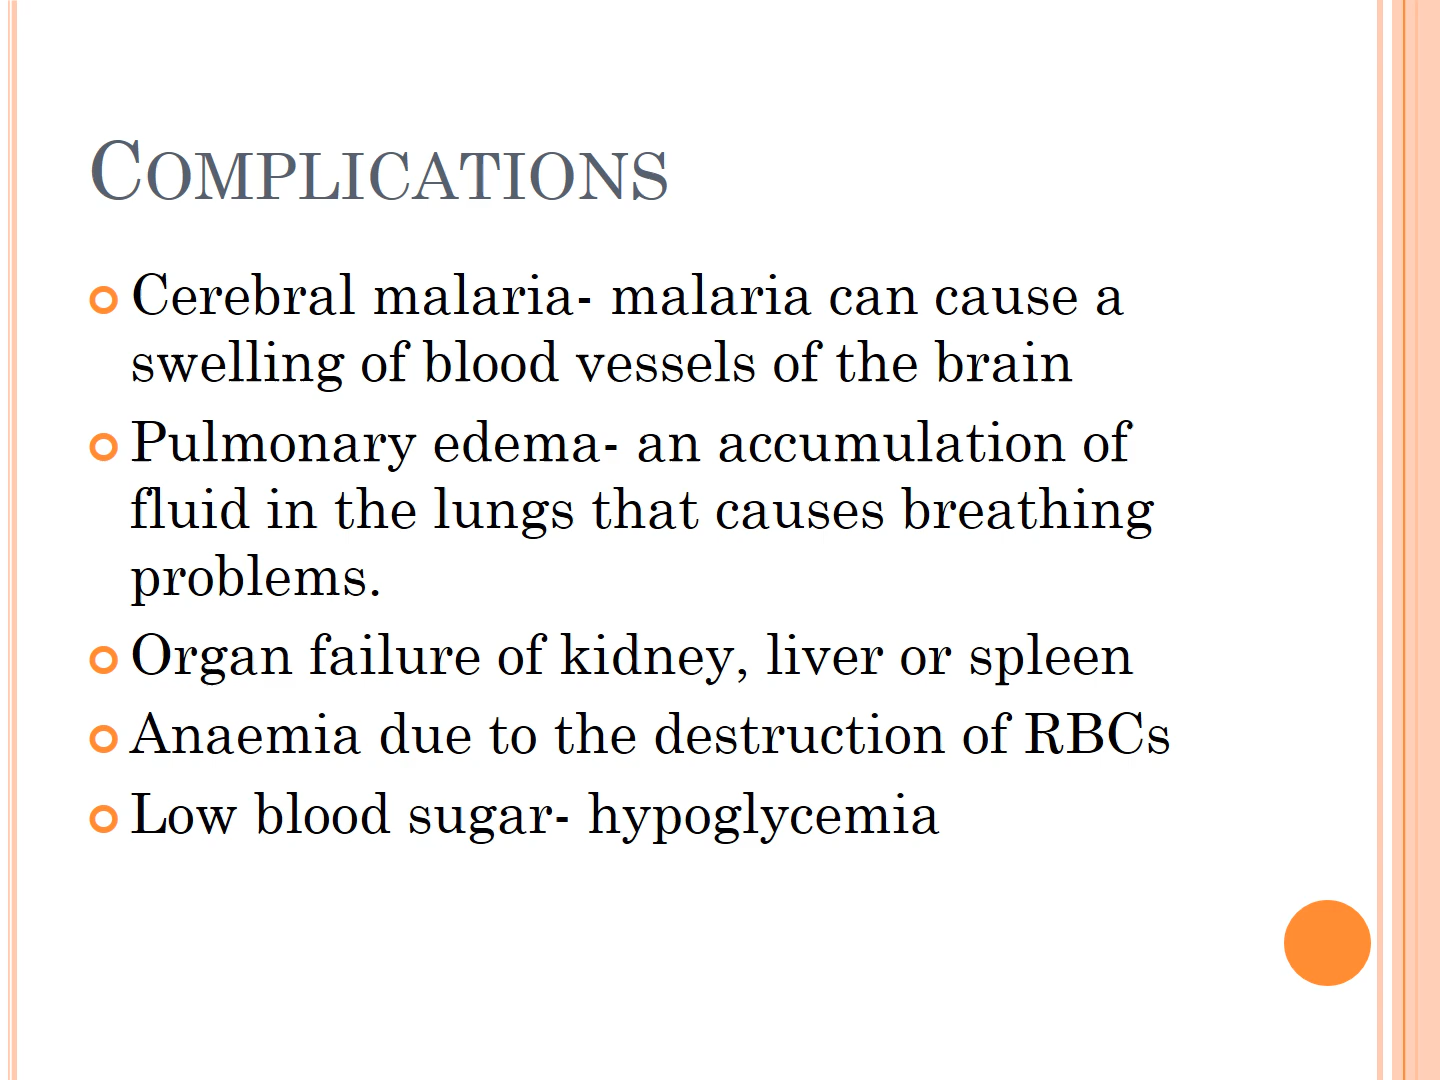 COMPLICATIONS
Cerebral malaria- malaria can cause a
swelling of blood vessels of the brain
Pulmonary edema- an accumulation of
fluid in the lungs that causes breathing
problems.
Organ failure of kidney, liver or spleen
Anaemia due to the destruction of RBCs
Low blood sugar- hypoglycemia